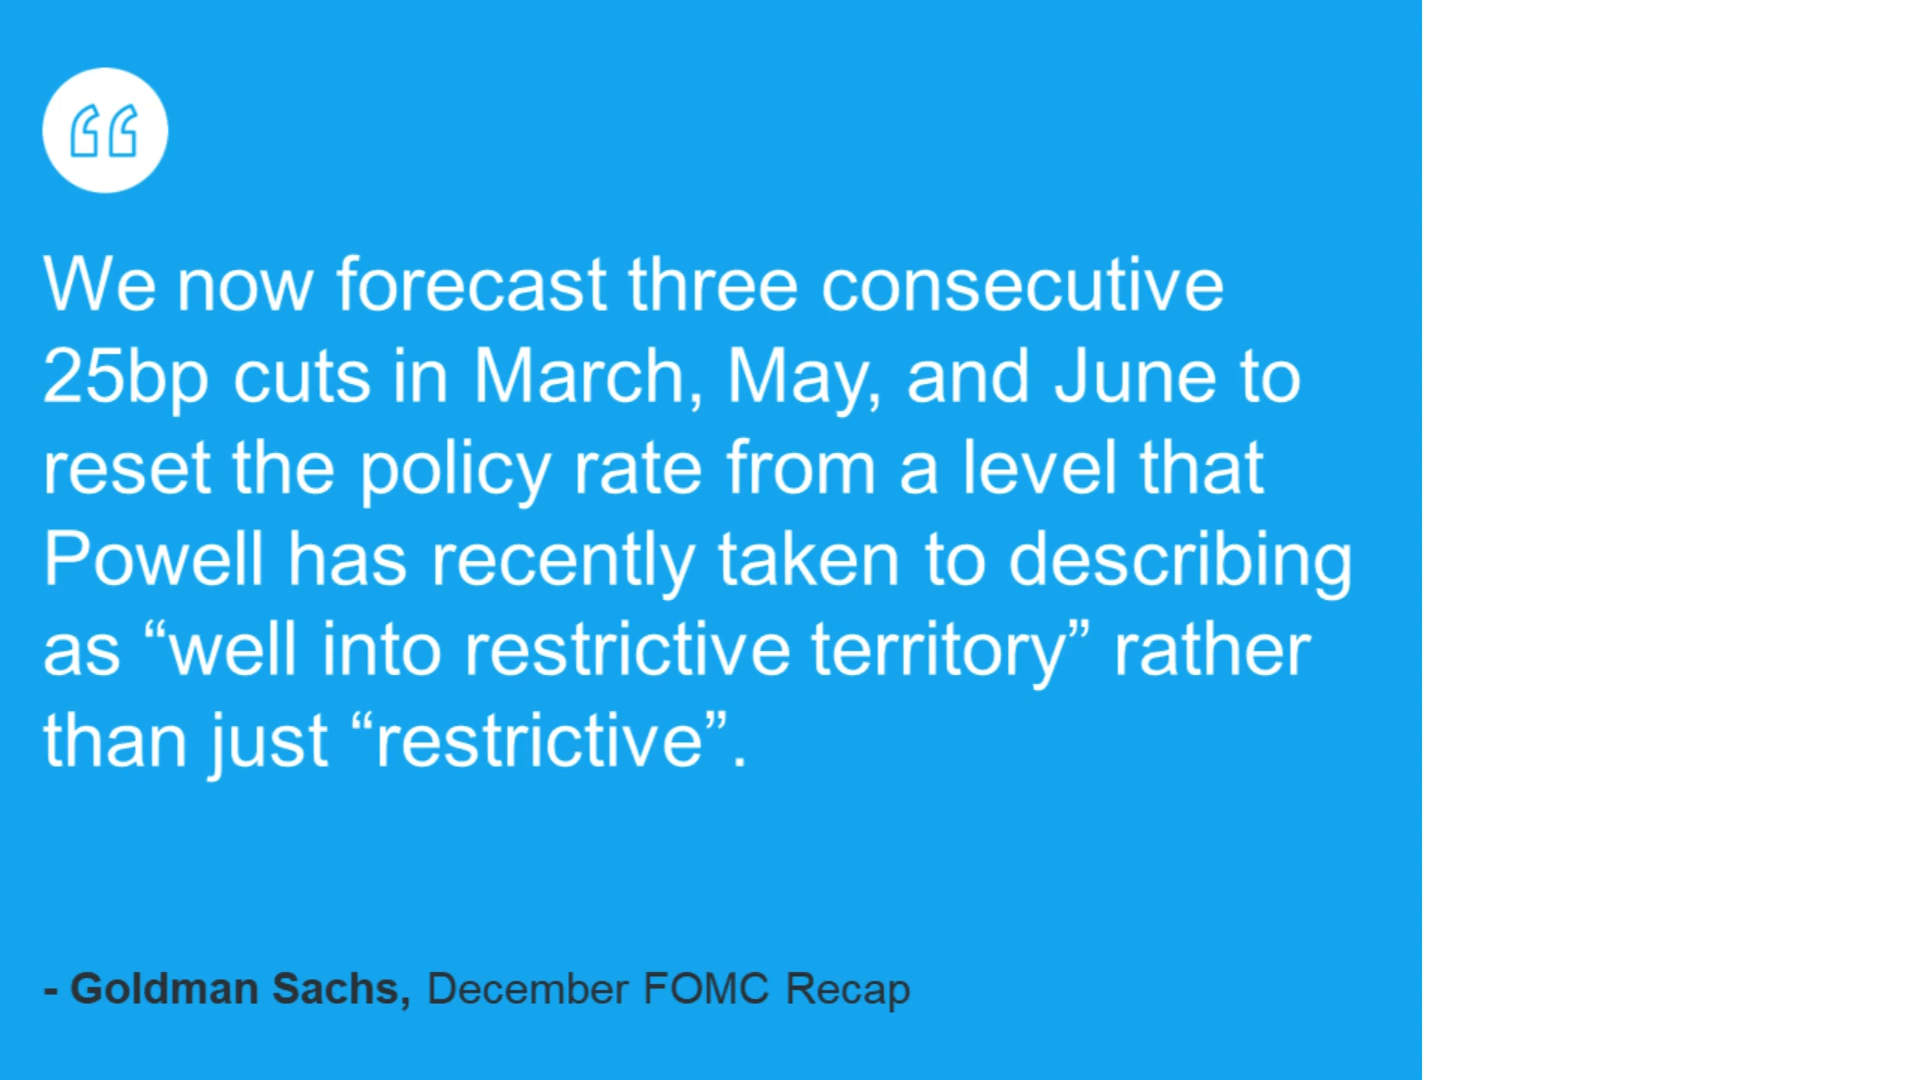 We now forecast three consecutive
25bp cuts in March, May, and June to
reset the policy rate from a level that
Powell has recently taken to describing
as “well into restrictive territory” rather
than just “restrictive”.
- Goldman Sachs, December FOMC Recap